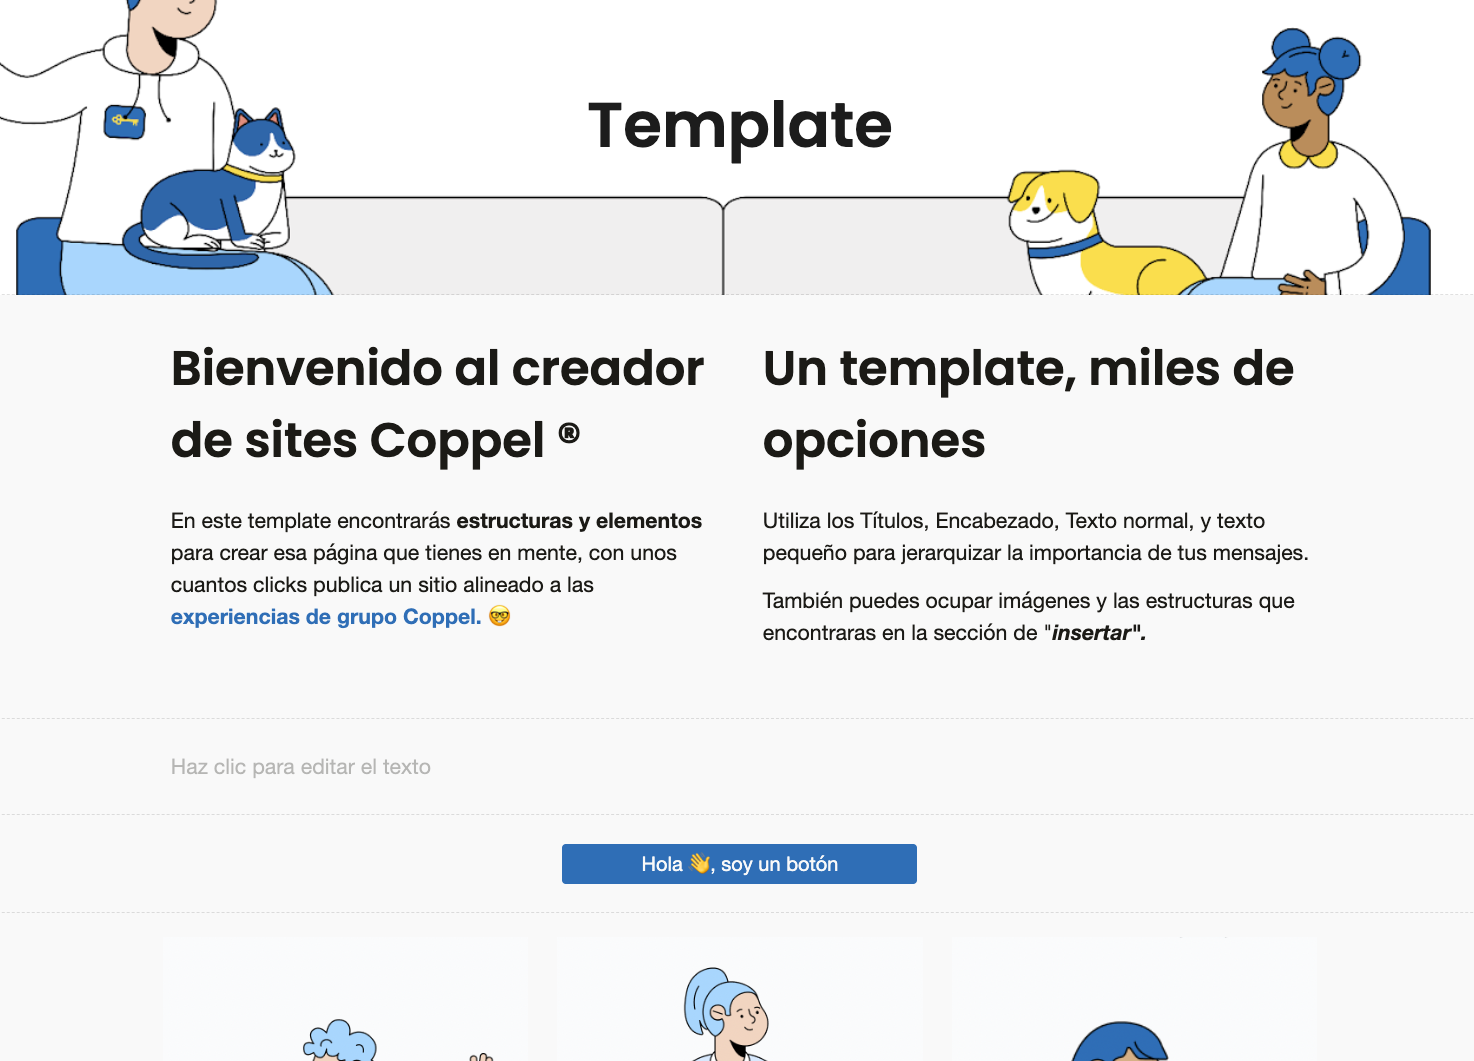 Template
Bienvenido al creador
de sites Coppel ®
En este template encontrarás estructuras y elementos
para crear esa página que tienes en mente, con unos
cuantos clicks publica un sitio alineado a las
experiencias de grupo Coppel. 🤓
Un template, miles de
opciones
Utiliza los Títulos, Encabezado, Texto normal, y texto
pequeño para jerarquizar la importancia de tus mensajes.
También puedes ocupar imágenes y las estructuras que
encontraras en la sección de "insertar".
Haz clic para editar el texto
Hola 👋, soy un botón